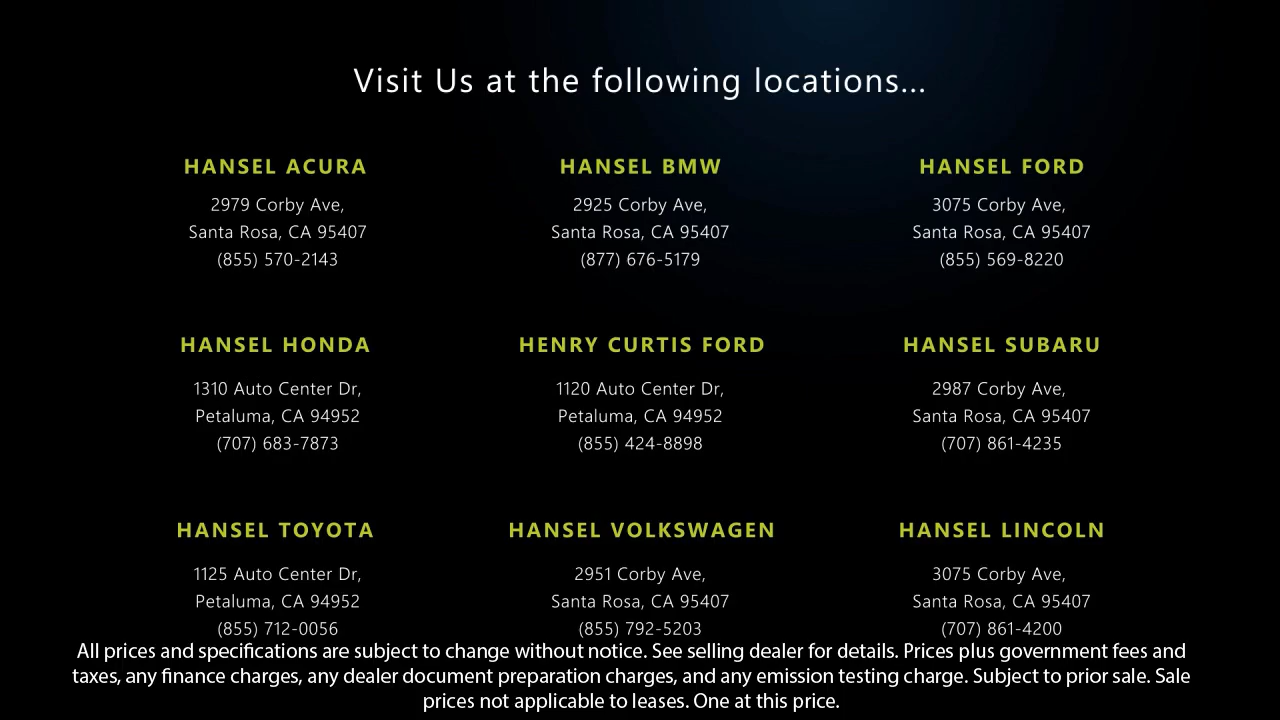 Visit Us at the following locations...
HANSEL ACURA
2979 Corby Ave,
Santa Rosa, CA 95407
(855) 570-2143
HANSEL BMW
2925 Corby Ave,
Santa Rosa, CA 95407
(877) 676-5179
HANSEL FORD
3075 Corby Ave,
Santa Rosa, CA 95407
(855) 569-8220
HANSEL HONDA
1310 Auto Center Dr,
Petaluma, CA 94952
(707) 683-7873
HENRY CURTIS FORD
1120 Auto Center Dr,
Petaluma, CA 94952
(855) 424-8898
HANSEL SUBARU
2987 Corby Ave,
Santa Rosa, CA 95407
(707) 861-4235
HANSEL TOYOTA
1125 Auto Center Dr,
Petaluma, CA 94952
(855) 712-0056
HANSEL VOLKSWAGEN
2951 Corby Ave,
Santa Rosa, CA 95407
(855) 792-5203
HANSEL LINCOLN
3075 Corby Ave,
Santa Rosa, CA 95407
(707) 861-4200
All prices and specifications are subject to change without notice. See selling dealer for details. Prices plus government fees and
taxes, any finance charges, any dealer document preparation charges, and any emission testing charge. Subject to prior sale. Sale
prices not applicable to leases. One at this price.